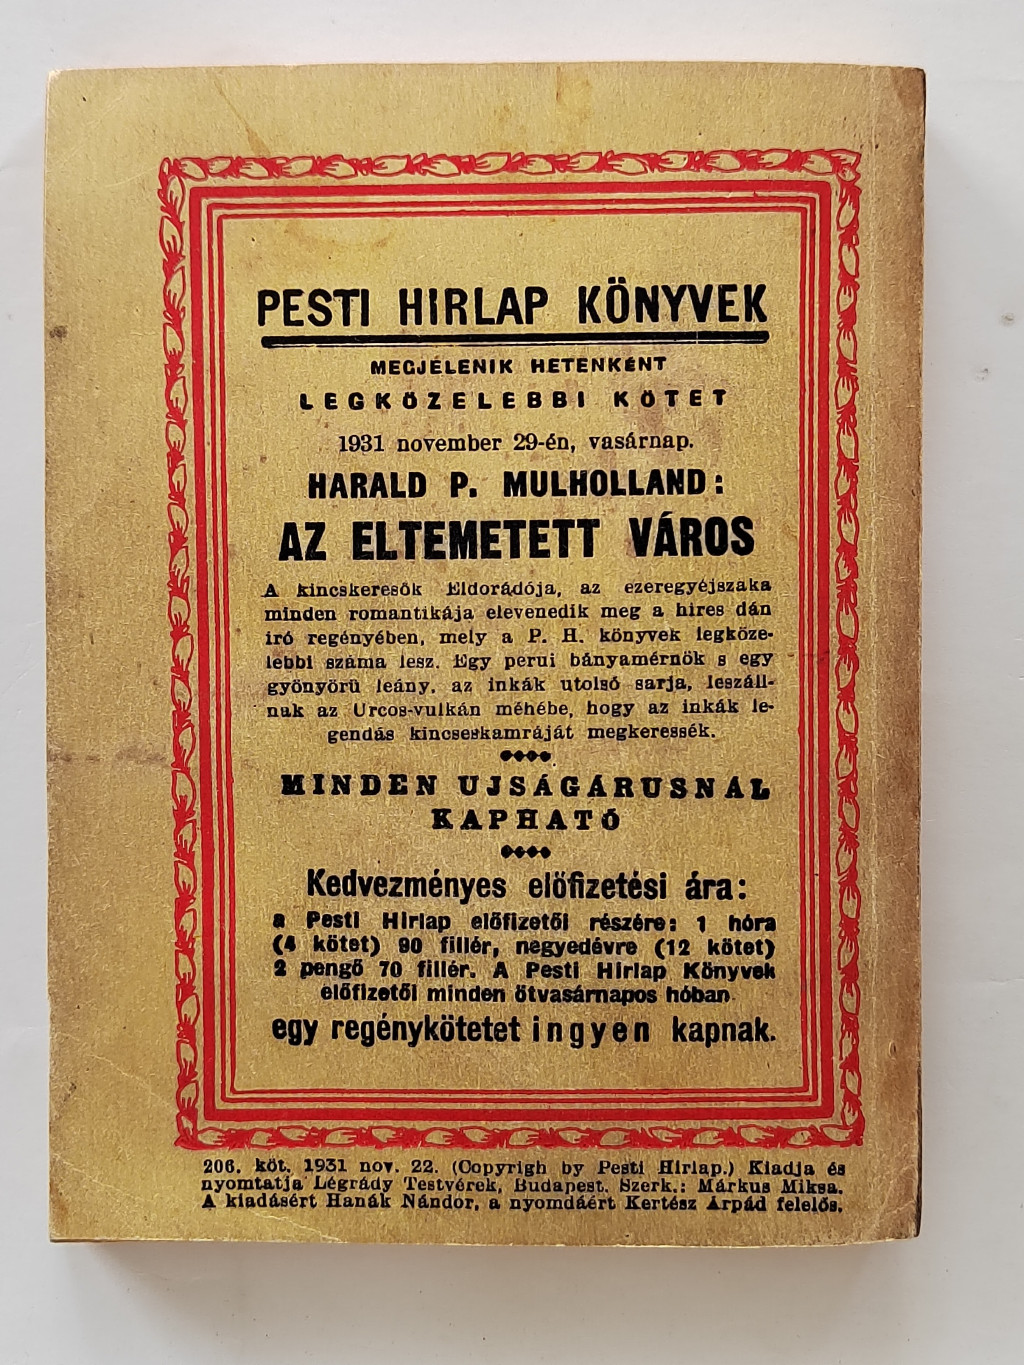 PESTI HIRLAP KÖNYVEK
MEGJELENIK HETENKÉNT
LEGKÖZELEBBI KÖTET
1931 november 29-én, vasárnap.
HARALD P. MULHOLLAND:
AZ ELTEMETETT VÁROS
A kincskeresők Eldorádója, az ezeregyéjszaka
minden romantikája elevenedik meg a hires dán
iró regényében, mely a P. H. könyvek legköze-
lebbi száma lesz. Egy perui bányamérnök s egy
gyönyörü leány, az inkák utolsó sarja, leszáll-
nak az Urcos-vulkán méhébe, hogy az inkák le-
gendás kincseskamráját megkeressék.
MINDEN UJSÁGÁRUSNÁL
KAPHATÓ
Kedvezményes előfizetési ára:
a Pesti Hirlap előfizetői részére: 1 hóra
(4 kötet) 90 fillér, negyedévre (12 kötet)
2 pengő 70 fillér. A Pesti Hirlap Könyvek
előfizetői minden ötvasárnapos hóban
egy regénykötetet ingyen kapnak.
206. köt. 1931 nov. 22. (Copyrigh by Pesti Hirlap.) Kiadja és
nyomtatja Légrády Testvérek, Budapest. Szerk.: Márkus Miksa.
A kiadásért Hanák Nándor, a nyomdáért Kertész Árpád felelős.